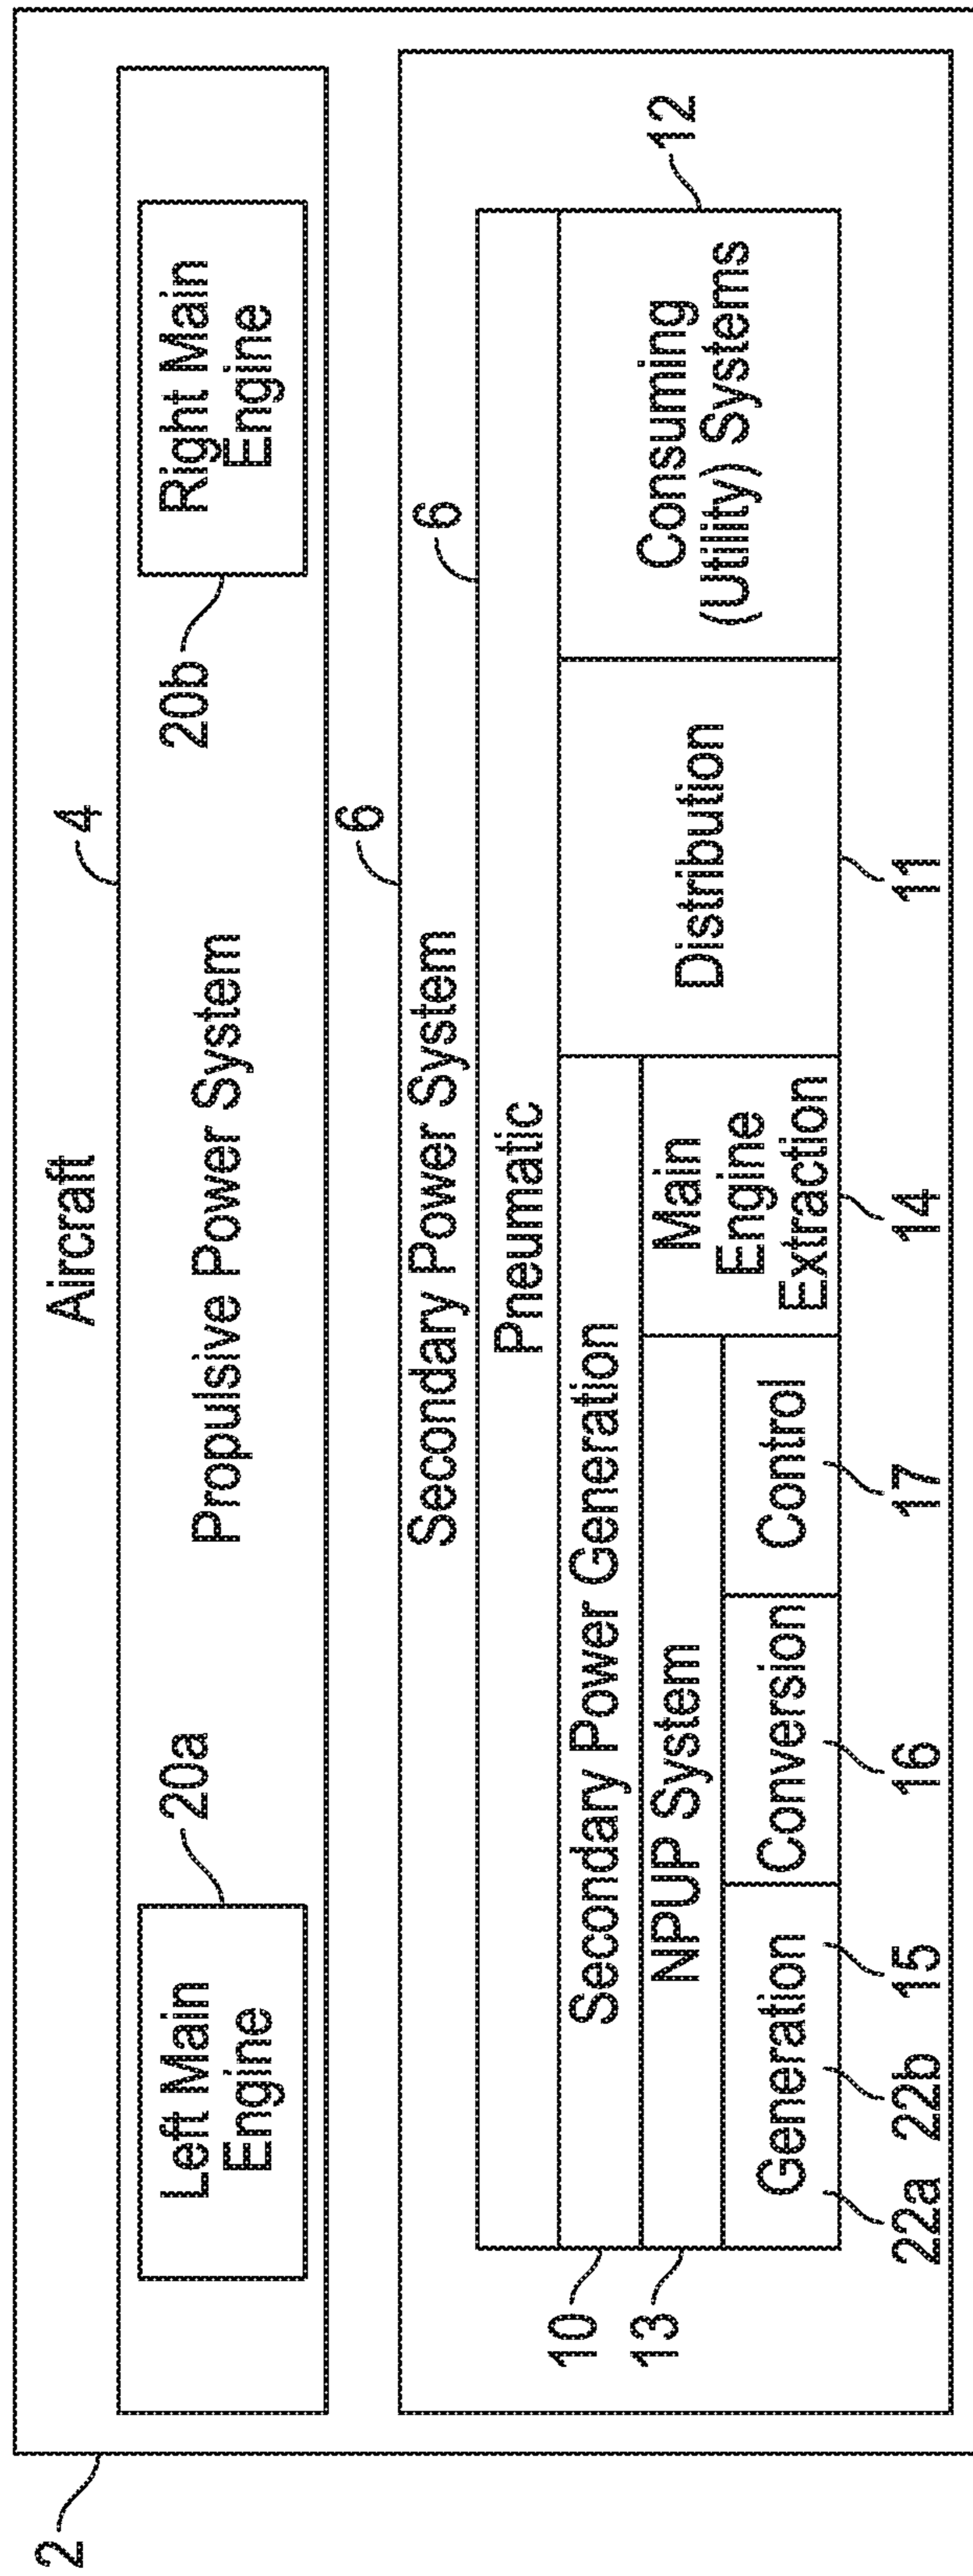 2
Aircraft
4
Propulsive Power System
Left Main
Engine
20a
20b
Right Main
Engine
Secondary Power System
6
Pneumatic
6
10
Secondary Power Generation
13
NPUP System
Generation
Conversion
Control
Main
Engine
Extraction
Distribution
Consuming
(Utility) Systems
12
22a
22b
15
16
17
14
11